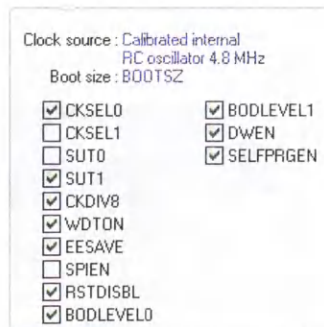 Clock source : Calibrated internal
RC oscillator 4.8 MHz
Boot size : BOOTSZ
CKSEL0
CKSEL1
SUT0
SUT1
CKDIV8
WDTON
EESAVE
SPIEN
RSTDISBL
BODLEVEL0
BODLEVEL1
DWEN
SELFPRGEN